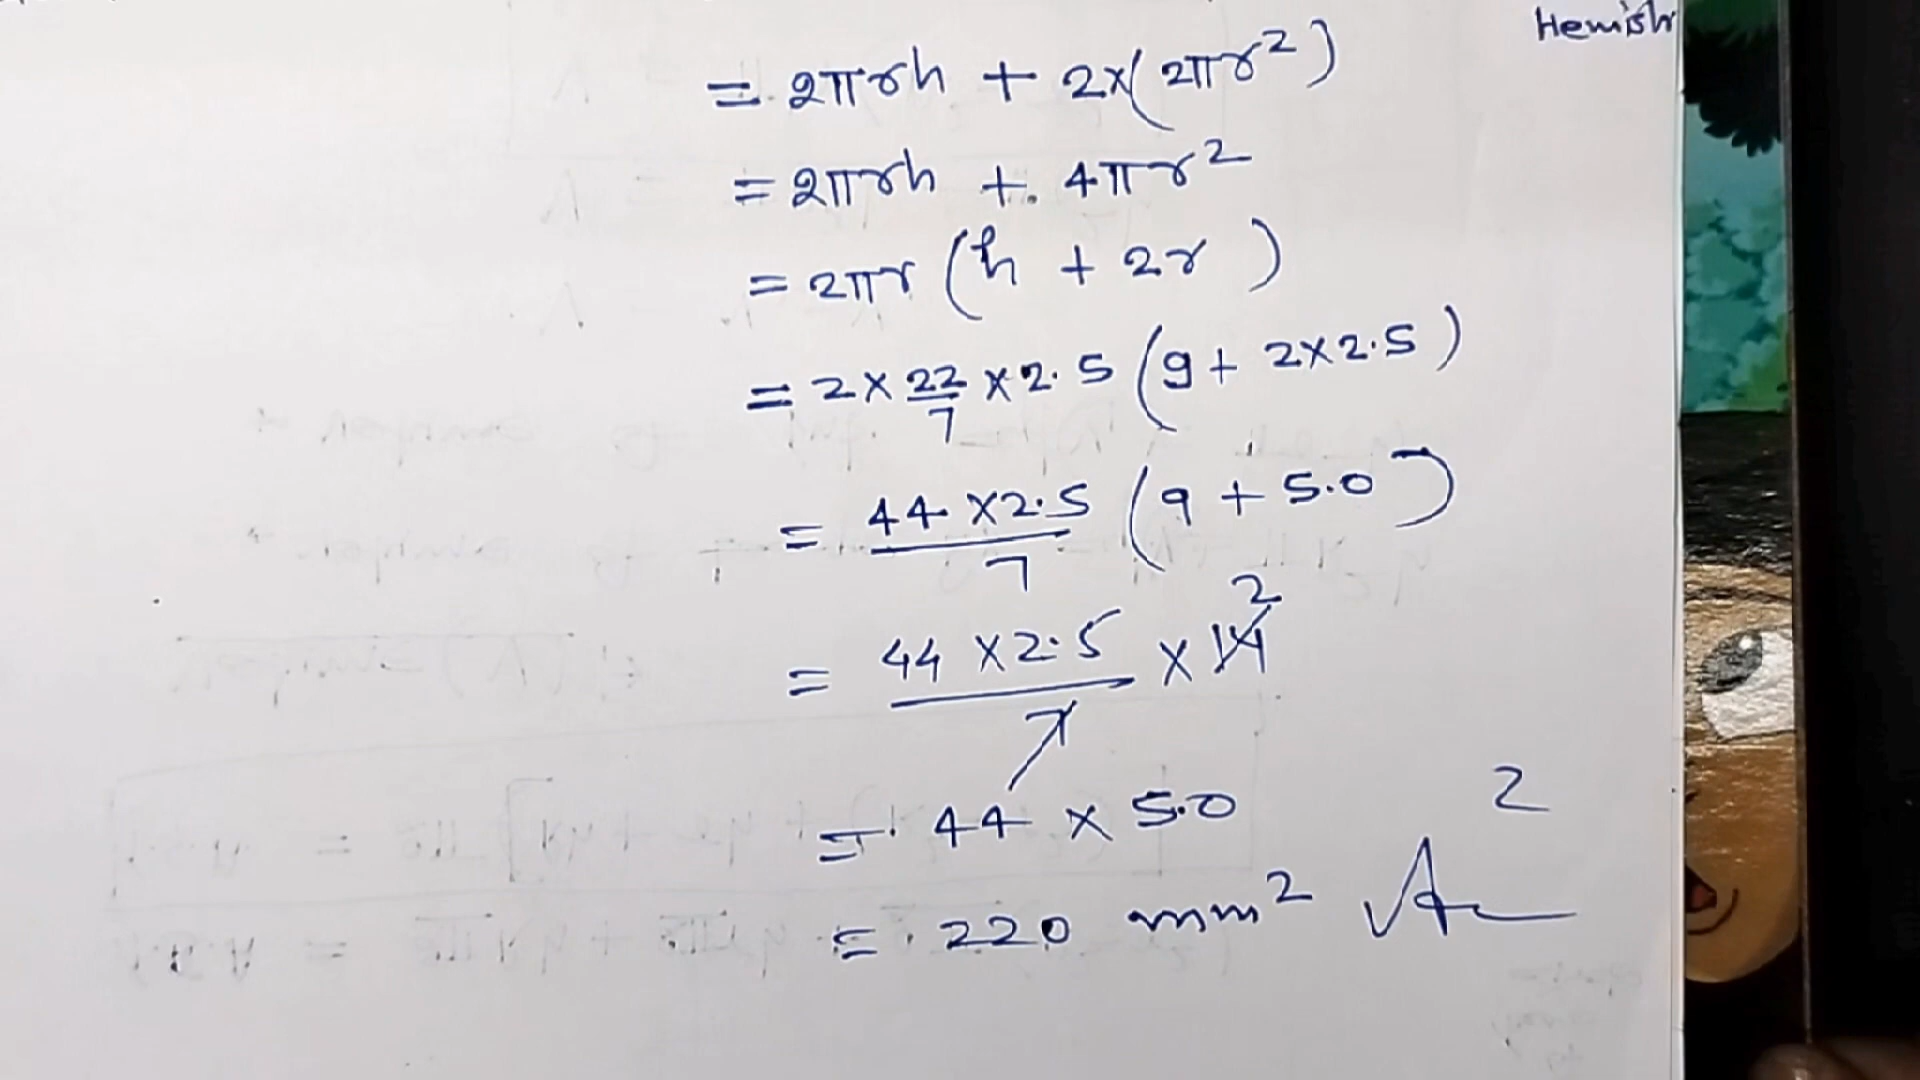 Hemish
= 2πrh + 2×(2πr²)
= 2πrh + 4πr²
= 2πr (h + 2r )
= 2 × 22/7 × 2.5 (9 + 2×2.5)
= 44 × 2.5 / 7 (9 + 5.0)
= 44 × 2.5 / 7 × 14 2
= 44 × 5.0
2
= 220 mm²